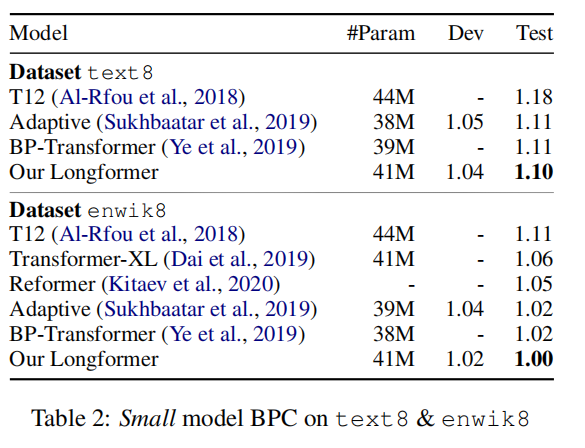 Model #Param Dev Test
Dataset text8
T12 (Al-Rfou et al., 2018) 44M - 1.18
Adaptive (Sukhbaatar et al., 2019) 38M 1.05 1.11
BP-Transformer (Ye et al., 2019) 39M - 1.11
Our Longformer 41M 1.04 1.10
Dataset enwik8
T12 (Al-Rfou et al., 2018) 44M - 1.11
Transformer-XL (Dai et al., 2019) 41M - 1.06
Reformer (Kitaev et al., 2020) - - 1.05
Adaptive (Sukhbaatar et al., 2019) 39M 1.04 1.02
BP-Transformer (Ye et al., 2019) 38M - 1.02
Our Longformer 41M 1.02 1.00
Table 2: Small model BPC on text8 & enwik8